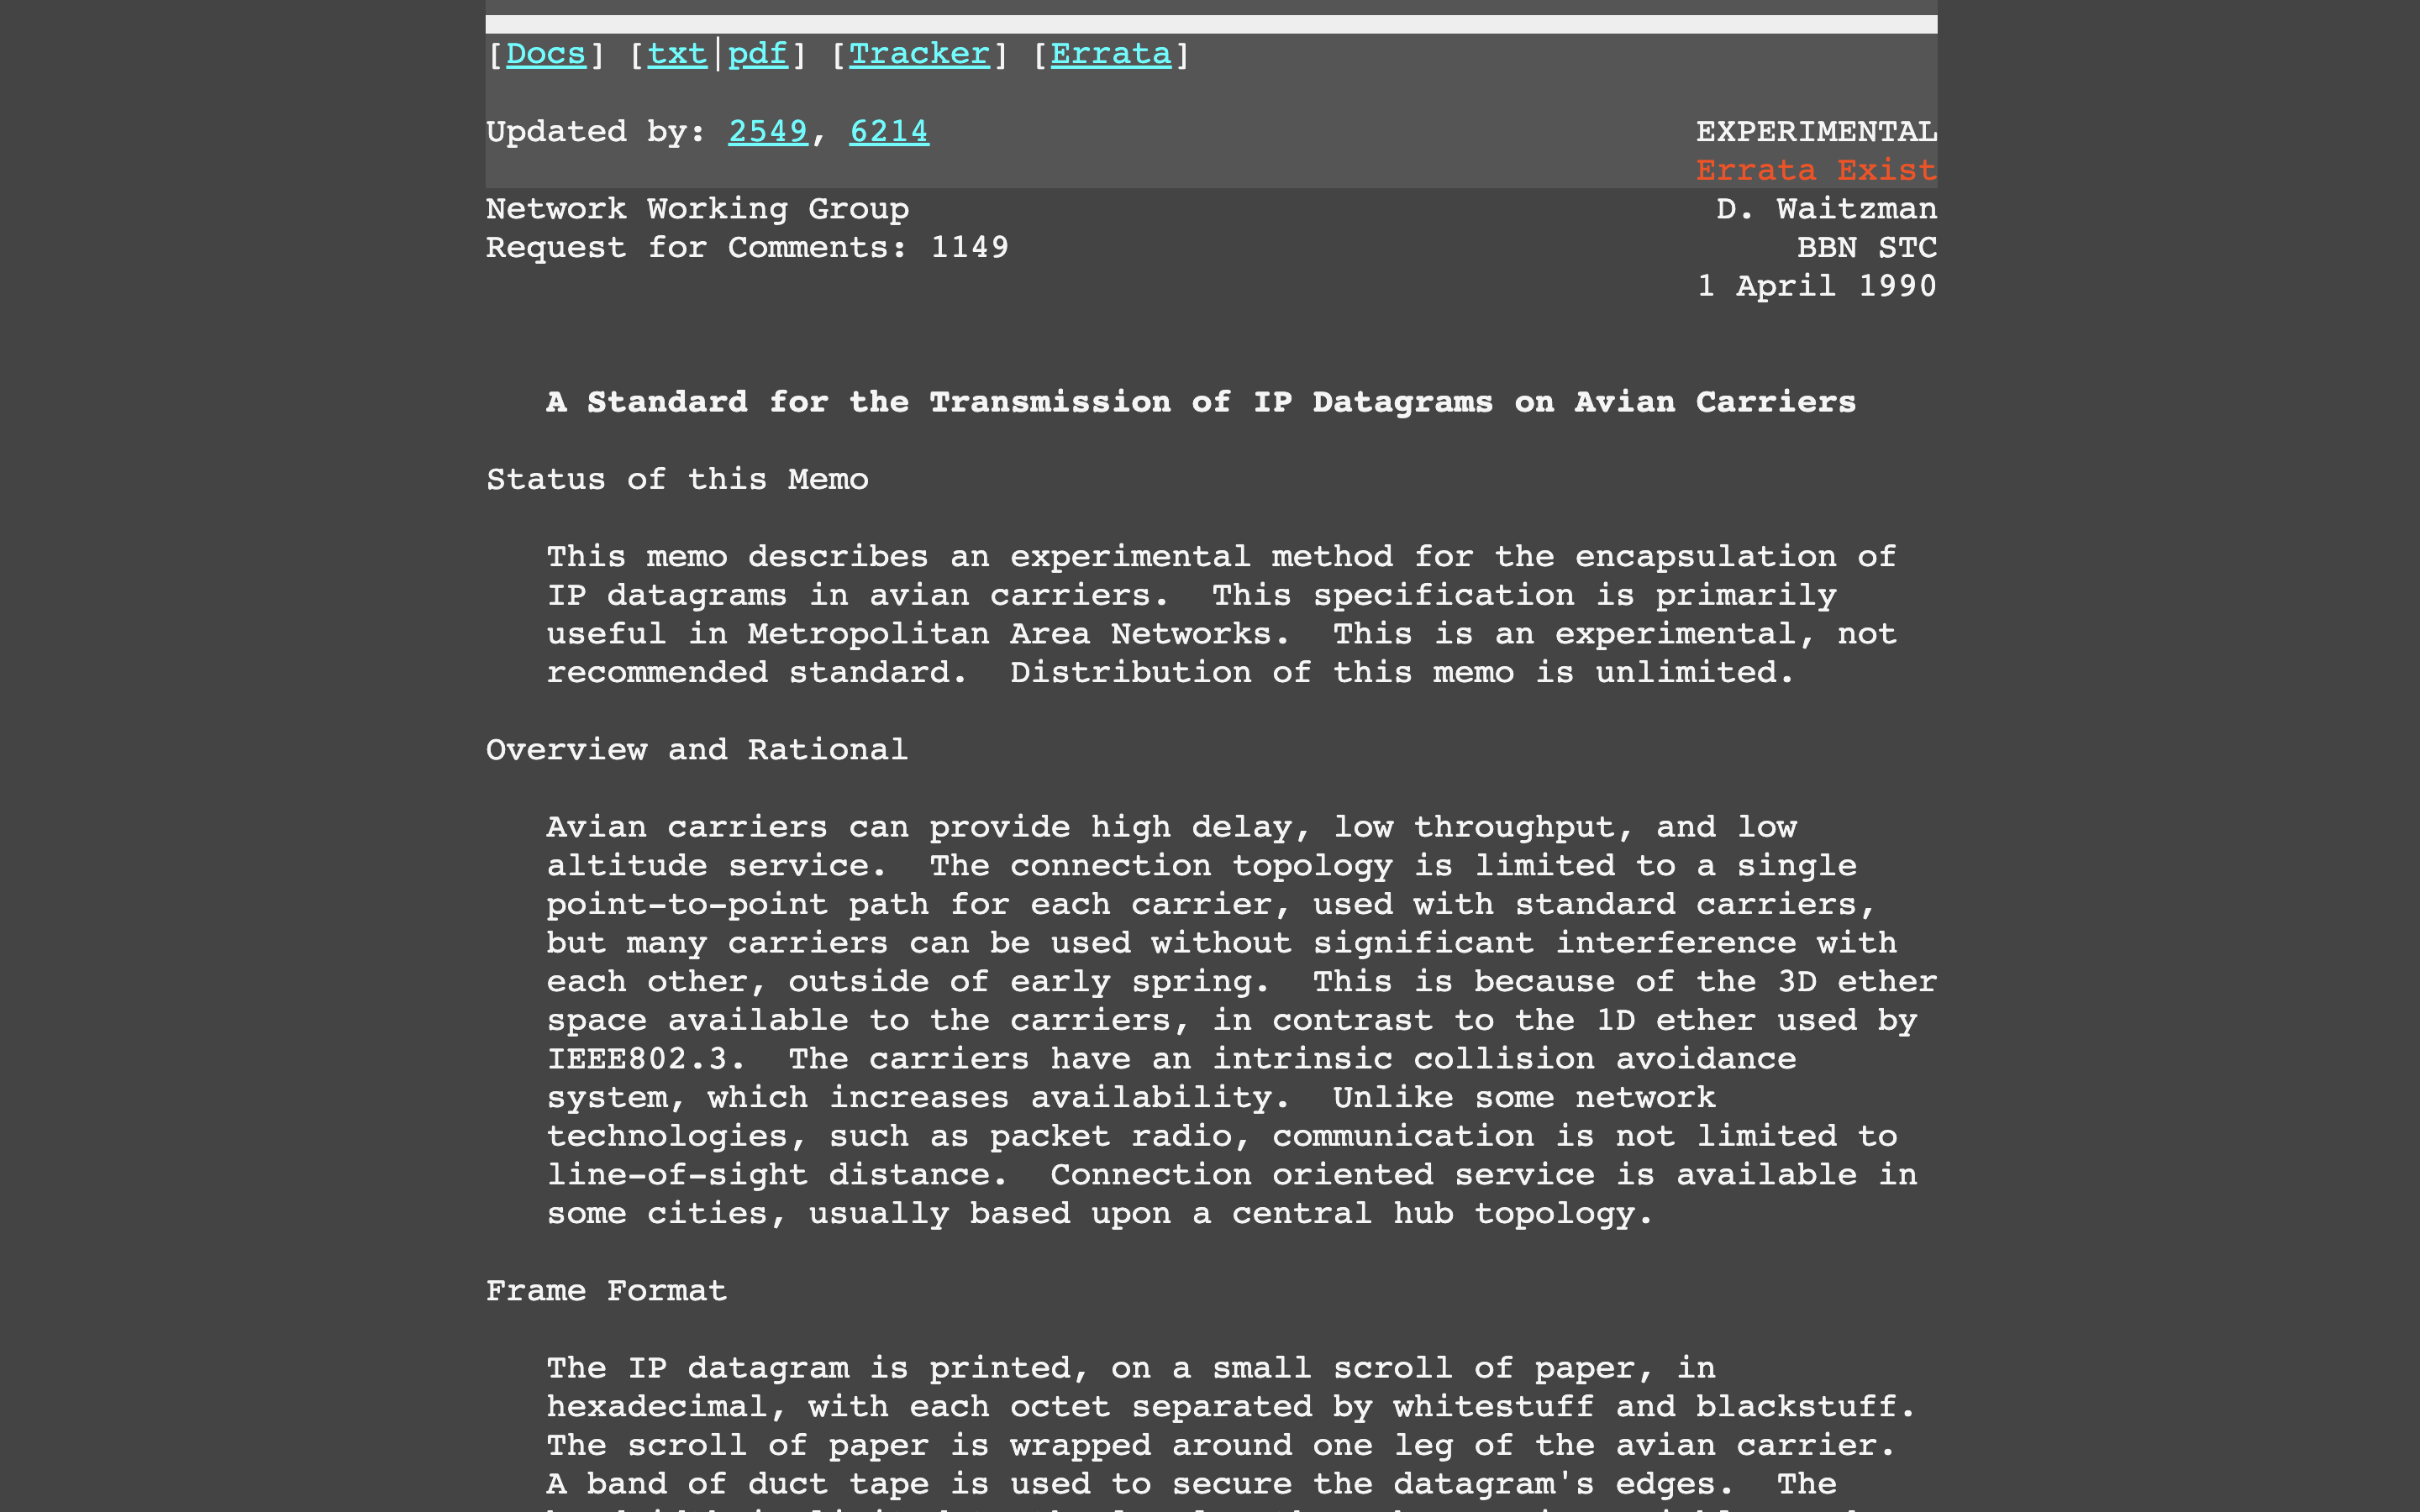 [Docs] [txt|pdf] [Tracker] [Errata]
Updated by: 2549, 6214 EXPERIMENTAL
Errata Exist
Network Working Group D. Waitzman
Request for Comments: 1149 BBN STC
1 April 1990
A Standard for the Transmission of IP Datagrams on Avian Carriers
Status of this Memo
This memo describes an experimental method for the encapsulation of
IP datagrams in avian carriers. This specification is primarily
useful in Metropolitan Area Networks. This is an experimental, not
recommended standard. Distribution of this memo is unlimited.
Overview and Rational
Avian carriers can provide high delay, low throughput, and low
altitude service. The connection topology is limited to a single
point-to-point path for each carrier, used with standard carriers,
but many carriers can be used without significant interference with
each other, outside of early spring. This is because of the 3D ether
space available to the carriers, in contrast to the 1D ether used by
IEEE802.3. The carriers have an intrinsic collision avoidance
system, which increases availability. Unlike some network
technologies, such as packet radio, communication is not limited to
line-of-sight distance. Connection oriented service is available in
some cities, usually based upon a central hub topology.
Frame Format
The IP datagram is printed, on a small scroll of paper, in
hexadecimal, with each octet separated by whitestuff and blackstuff.
The scroll of paper is wrapped around one leg of the avian carrier.
A band of duct tape is used to secure the datagram's edges. The